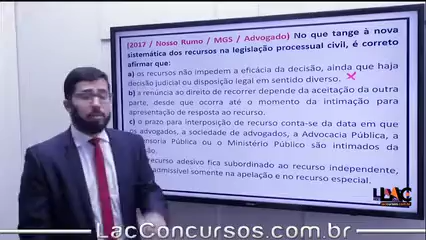 (2017 / Nosso Rumo / MGS / Advogado) No que tange à nova
sistemática dos recursos na legislação processual civil, é correto
afirmar que:
a) os recursos não impedem a eficácia da decisão, ainda que haja
decisão judicial ou disposição legal em sentido diverso.
b) a renúncia ao direito de recorrer depende da aceitação da outra
parte, desde que ocorra até o momento da intimação para
apresentação de resposta ao recurso.
c) o prazo para interposição de recurso conta-se da data em que
os advogados, a sociedade de advogados, a Advocacia Pública, a
Pública ou o Ministério Público são intimados da
recurso adesivo fica subordinado ao recurso independente,
somente na apelação e no recurso especial.
LAC
LacConcursos.com.br